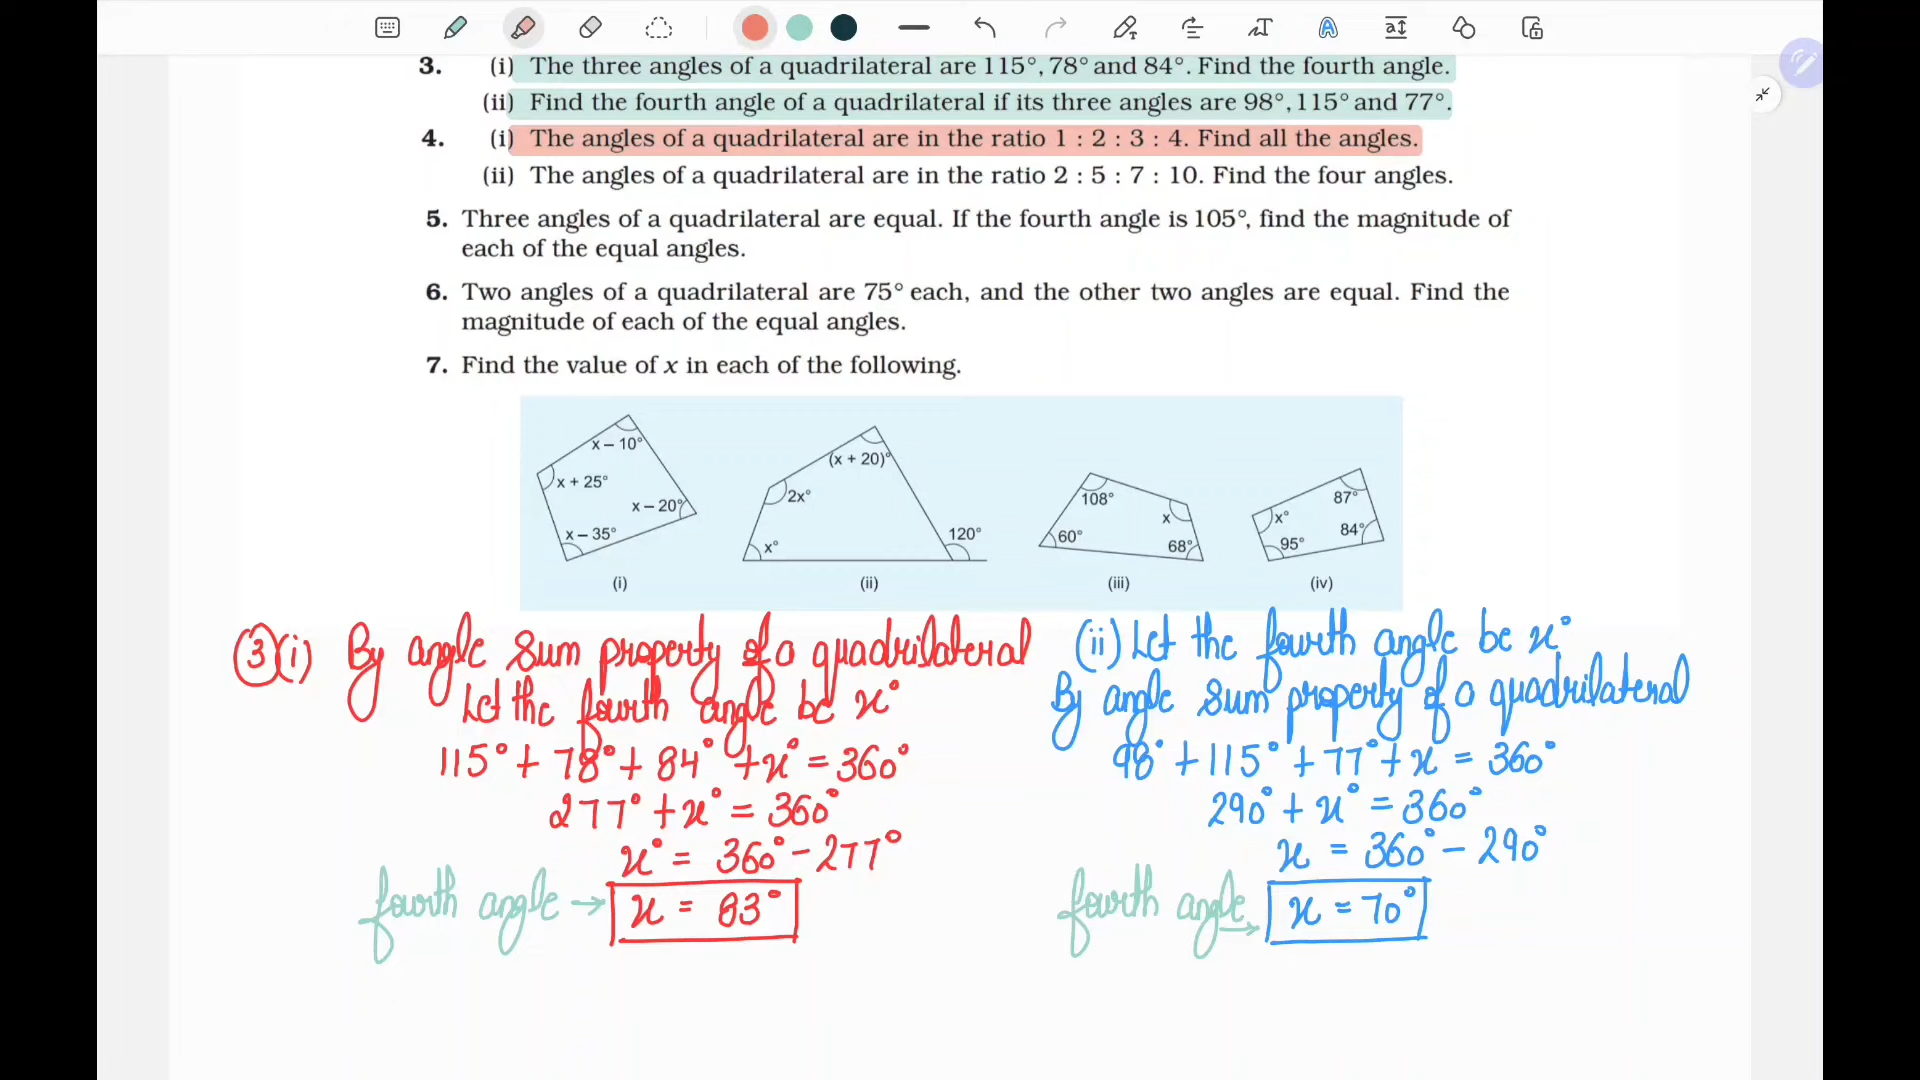 3. (i) The three angles of a quadrilateral are 115°, 78° and 84°. Find the fourth angle.
(ii) Find the fourth angle of a quadrilateral if its three angles are 98°, 115° and 77°.
4. (i) The angles of a quadrilateral are in the ratio 1 : 2 : 3 : 4. Find all the angles.
(ii) The angles of a quadrilateral are in the ratio 2 : 5 : 7 : 10. Find the four angles.
5. Three angles of a quadrilateral are equal. If the fourth angle is 105°, find the magnitude of
each of the equal angles.
6. Two angles of a quadrilateral are 75° each, and the other two angles are equal. Find the
magnitude of each of the equal angles.
7. Find the value of x in each of the following.
x – 10°
x + 25°
x – 20°
x – 35°
(i)
(x + 20)°
2x°
x°
120°
(ii)
108°
x
60°
68°
(iii)
87°
x°
84°
95°
(iv)
3 (i) By angle sum property of a quadrilateral
Let the fourth angle be x°
115° + 78° + 84° + x° = 360°
277° + x° = 360°
x° = 360° - 277°
fourth angle → x = 83°
(ii) Let the fourth angle be x°
By angle sum property of a quadrilateral
98° + 115° + 77° + x = 360°
290° + x° = 360°
x = 360° - 290°
fourth angle → x = 70°